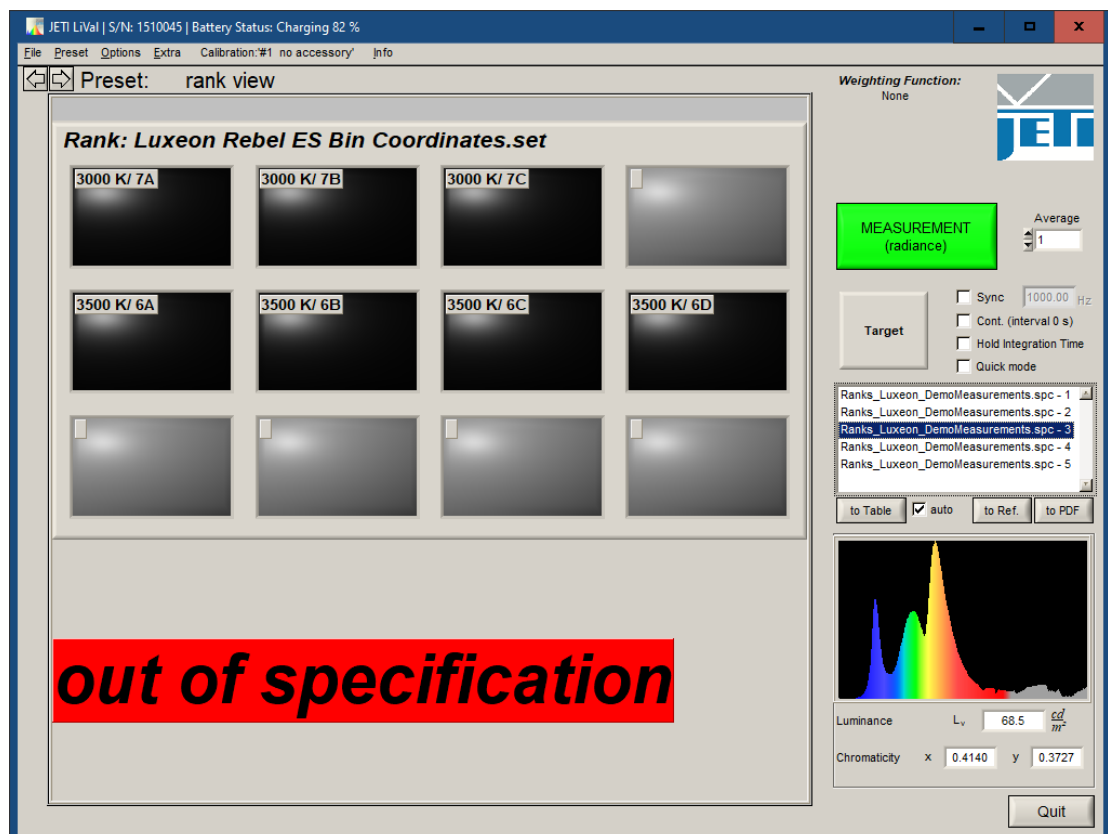 JETI LiVal | S/N: 1510045 | Battery Status: Charging 82 %
File Preset Options Extra Calibration:'#1 no accessory' Info
Preset: rank view
Rank: Luxeon Rebel ES Bin Coordinates.set
3000 K/ 7A 3000 K/ 7B 3000 K/ 7C
3500 K/ 6A 3500 K/ 6B 3500 K/ 6C 3500 K/ 6D
out of specification
Weighting Function:
None
JETI
MEASUREMENT
(radiance)
Average
1
Target
Sync 1000.00 Hz
Cont. (interval 0 s)
Hold Integration Time
Quick mode
Ranks_Luxeon_DemoMeasurements.spc - 1
Ranks_Luxeon_DemoMeasurements.spc - 2
Ranks_Luxeon_DemoMeasurements.spc - 3
Ranks_Luxeon_DemoMeasurements.spc - 4
Ranks_Luxeon_DemoMeasurements.spc - 5
to Table auto to Ref. to PDF
Luminance Lv 68.5 cd/m²
Chromaticity x 0.4140 y 0.3727
Quit